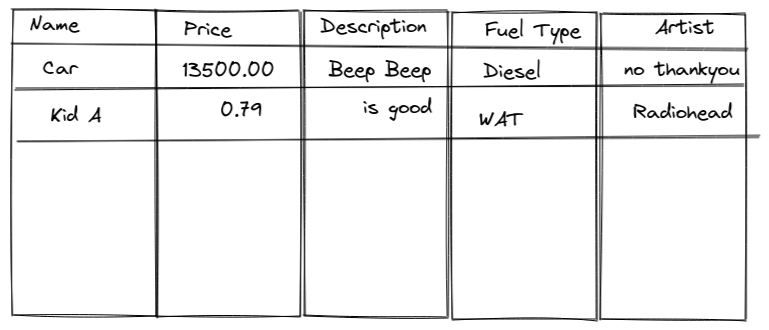 Name Price Description Fuel Type Artist
Car 13500.00 Beep Beep Diesel no thankyou
Kid A 0.79 is good WAT Radiohead